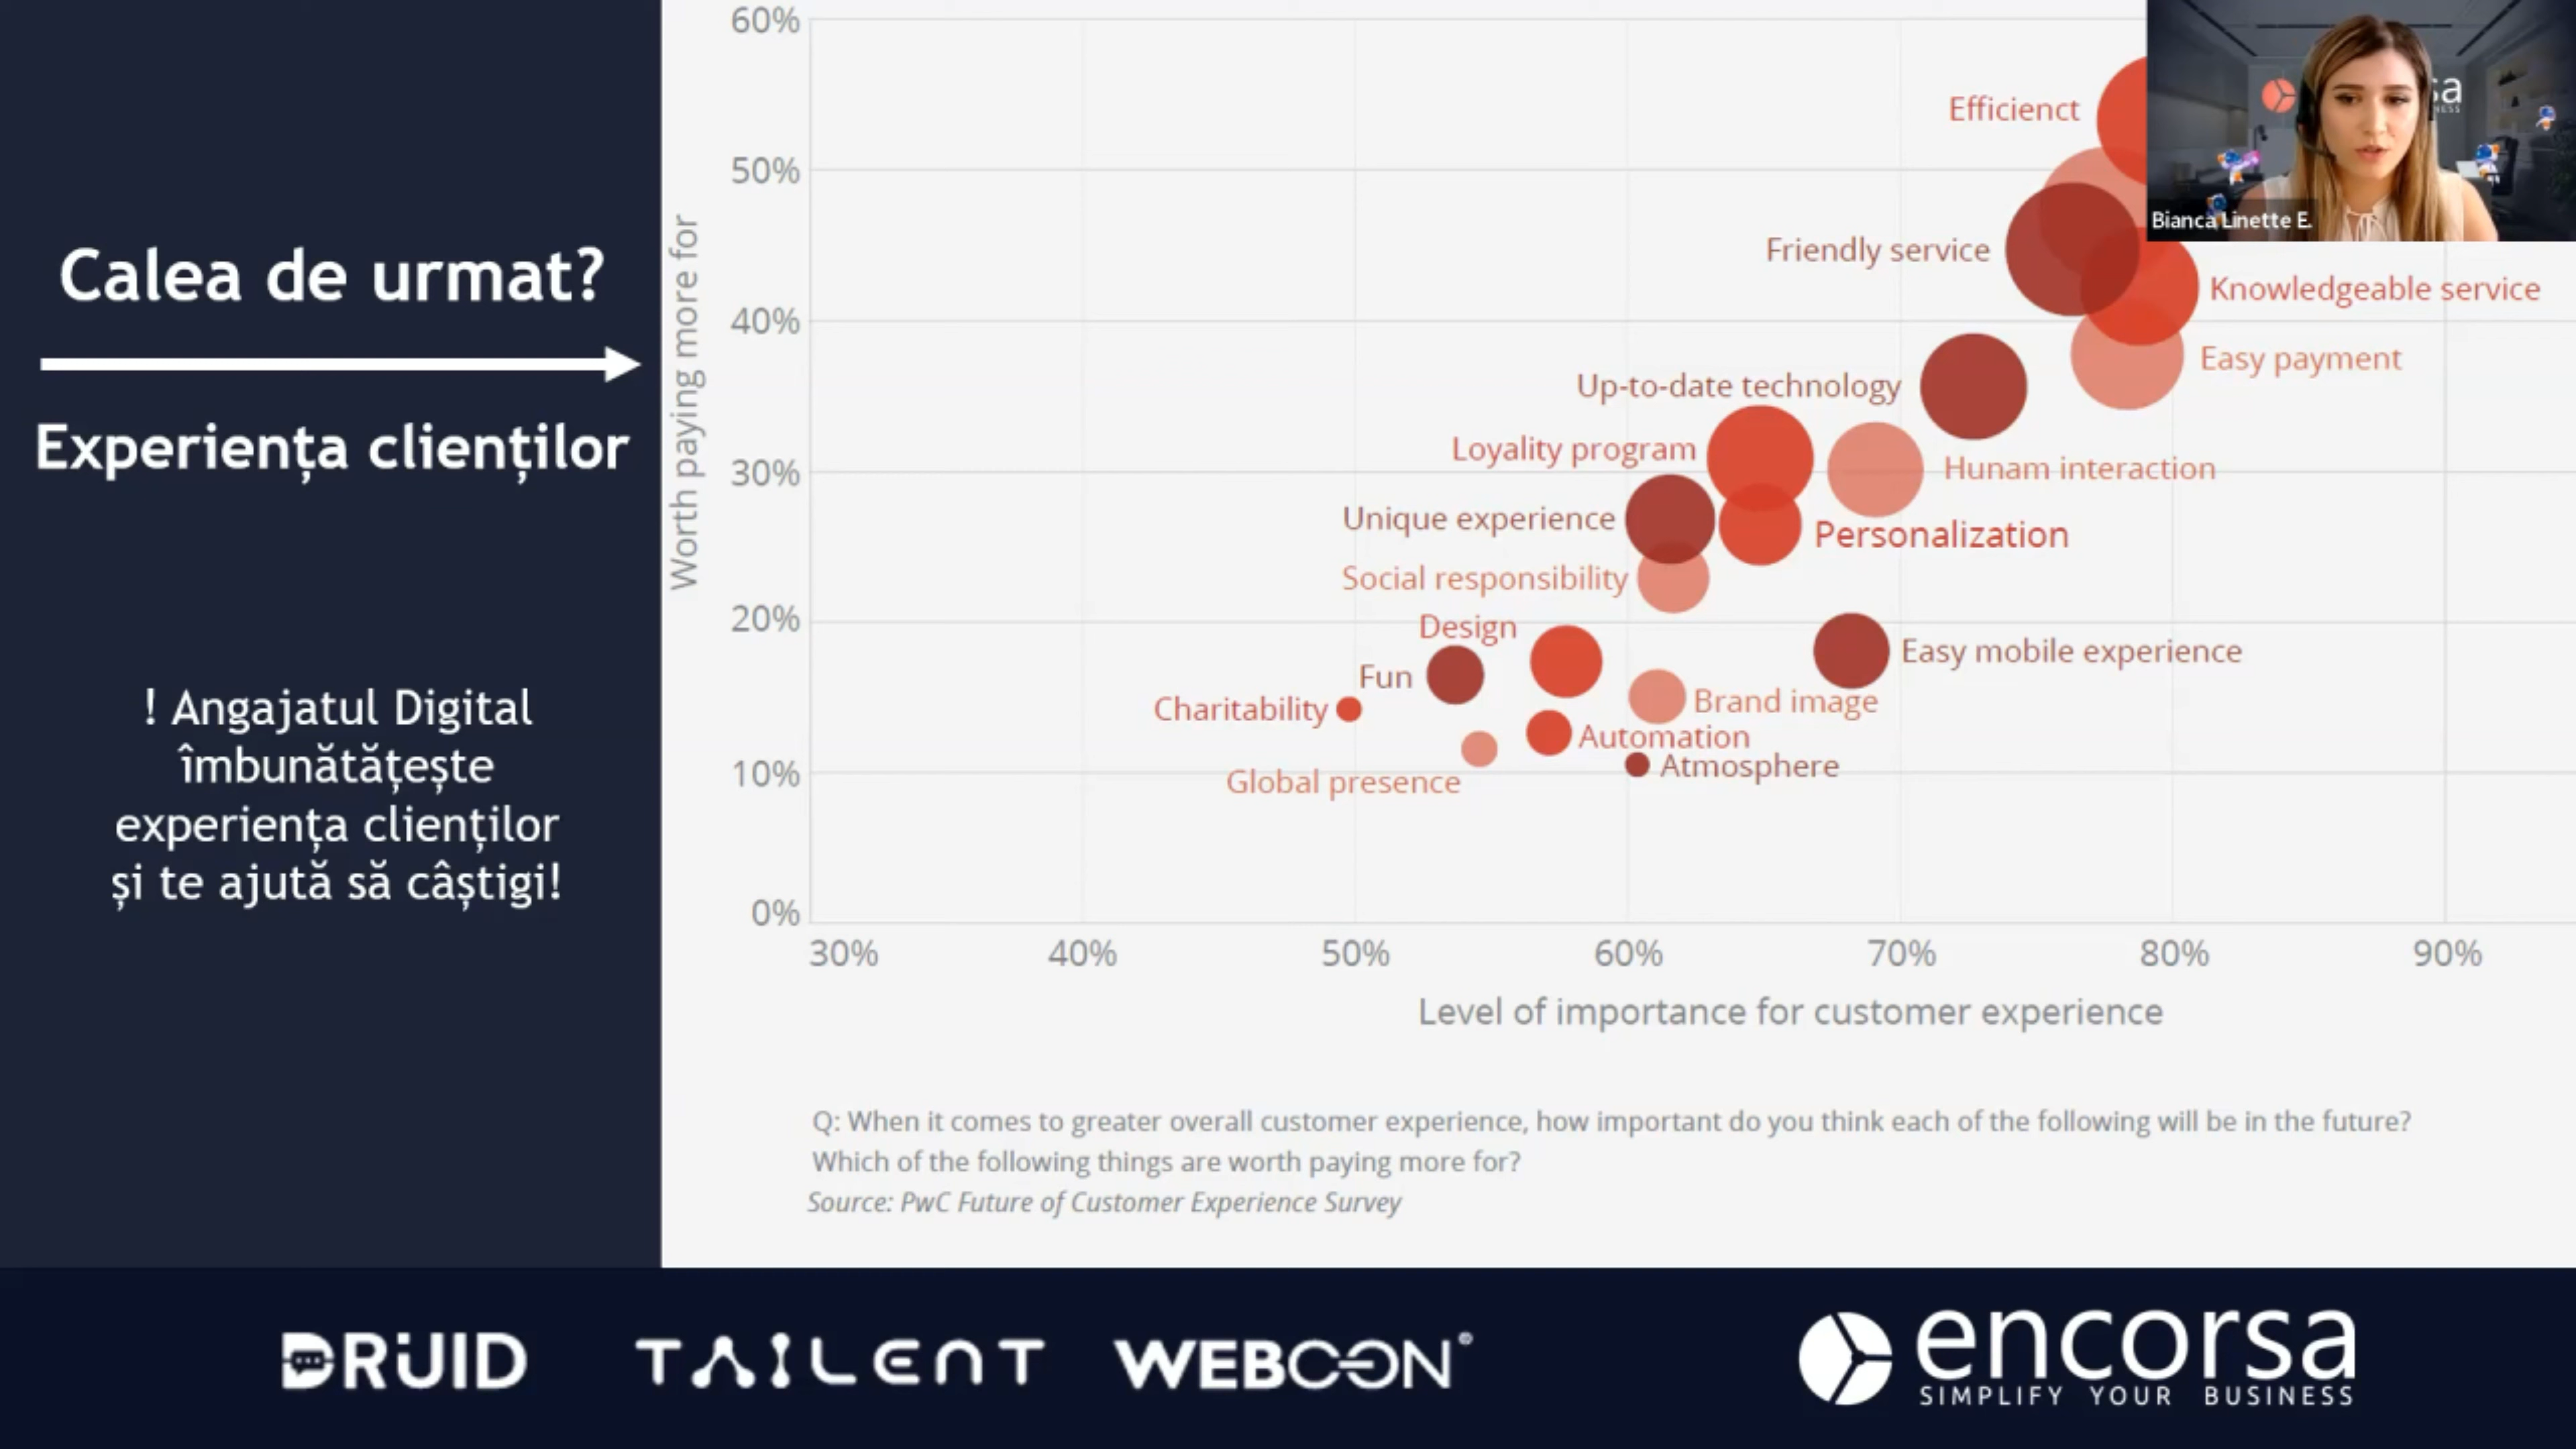 Calea de urmat?
Experiența clienților
! Angajatul Digital
îmbunătățește
experiența clienților
și te ajută să câștigi!
60%
50%
40%
30%
20%
10%
0%
Worth paying more for
Efficienct
Friendly service
Knowledgeable service
Easy payment
Up-to-date technology
Loyality program
Hunam interaction
Unique experience
Personalization
Social responsibility
Design
Easy mobile experience
Fun
Brand image
Charitability
Automation
Atmosphere
Global presence
30%
40%
50%
60%
70%
80%
90%
Level of importance for customer experience
Q: When it comes to greater overall customer experience, how important do you think each of the following will be in the future?
Which of the following things are worth paying more for?
Source: PwC Future of Customer Experience Survey
Bianca Linette E.
DRUID
TAILENT
WEBCON®
encorsa
SIMPLIFY YOUR BUSINESS